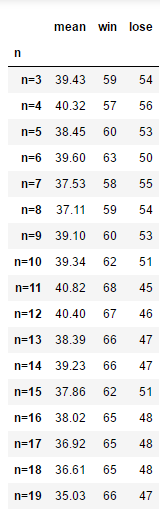 mean win lose
n
n=3 39.43 59 54
n=4 40.32 57 56
n=5 38.45 60 53
n=6 39.60 63 50
n=7 37.53 58 55
n=8 37.11 59 54
n=9 39.10 60 53
n=10 39.34 62 51
n=11 40.82 68 45
n=12 40.40 67 46
n=13 38.39 66 47
n=14 39.23 66 47
n=15 37.86 62 51
n=16 38.02 65 48
n=17 36.92 65 48
n=18 36.61 65 48
n=19 35.03 66 47